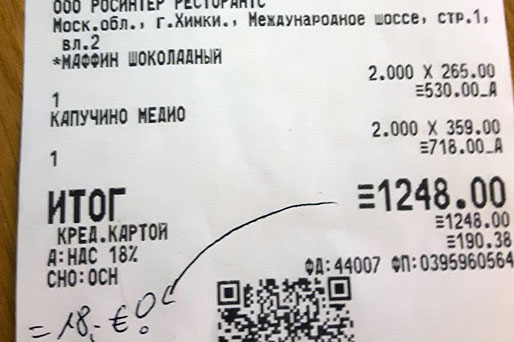 ООО РОСИНТЕР РЕСТОРАНТС
Моск.обл., г.Химки., Международное шоссе, стр.1,
вл.2
*МАФФИН ШОКОЛАДНЫЙ
2.000 X 265.00
1 ≡530.00_А
КАПУЧИНО МЕДИО
2.000 X 359.00
1 ≡718.00_А
ИТОГ ≡1248.00
КРЕД.КАРТОЙ ≡1248.00
А:НДС 18% ≡190.38
СНО:ОСН ФД:44007 ФП:0395960564
= 18,- €